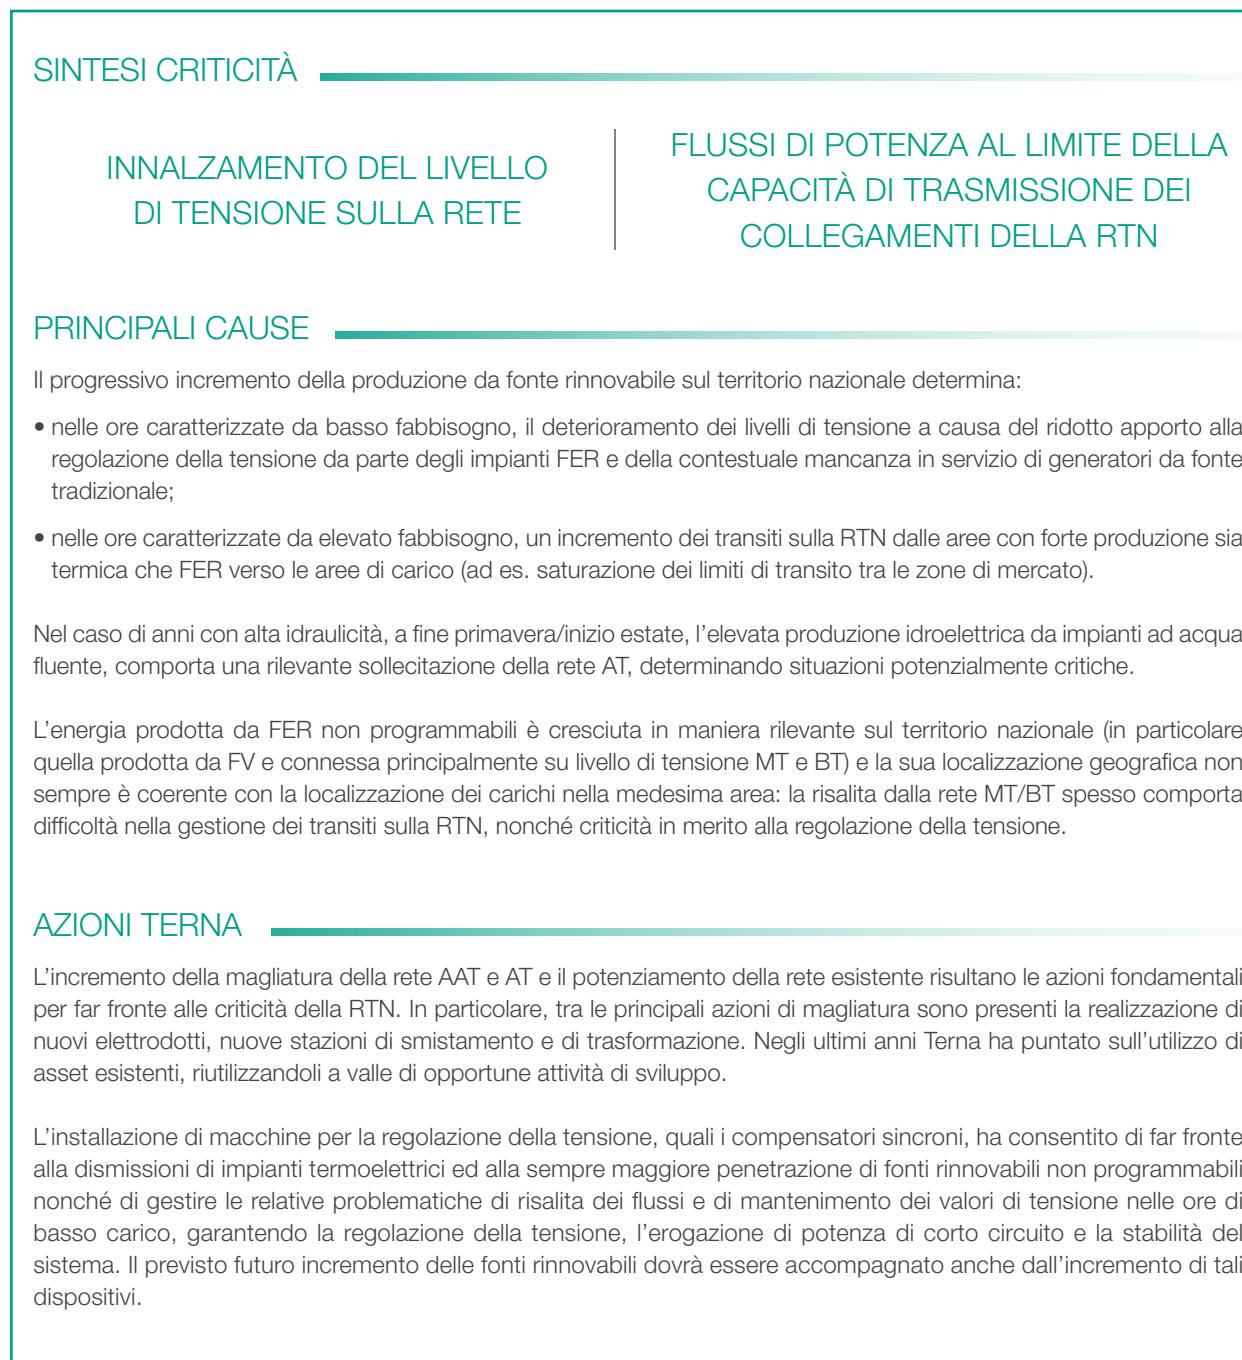 SINTESI CRITICITÀ
INNALZAMENTO DEL LIVELLO
DI TENSIONE SULLA RETE
FLUSSI DI POTENZA AL LIMITE DELLA
CAPACITÀ DI TRASMISSIONE DEI
COLLEGAMENTI DELLA RTN
PRINCIPALI CAUSE
Il progressivo incremento della produzione da fonte rinnovabile sul territorio nazionale determina:
• nelle ore caratterizzate da basso fabbisogno, il deterioramento dei livelli di tensione a causa del ridotto apporto alla
regolazione della tensione da parte degli impianti FER e della contestuale mancanza in servizio di generatori da fonte
tradizionale;
• nelle ore caratterizzate da elevato fabbisogno, un incremento dei transiti sulla RTN dalle aree con forte produzione sia
termica che FER verso le aree di carico (ad es. saturazione dei limiti di transito tra le zone di mercato).
Nel caso di anni con alta idraulicità, a fine primavera/inizio estate, l’elevata produzione idroelettrica da impianti ad acqua
fluente, comporta una rilevante sollecitazione della rete AT, determinando situazioni potenzialmente critiche.
L’energia prodotta da FER non programmabili è cresciuta in maniera rilevante sul territorio nazionale (in particolare
quella prodotta da FV e connessa principalmente su livello di tensione MT e BT) e la sua localizzazione geografica non
sempre è coerente con la localizzazione dei carichi nella medesima area: la risalita dalla rete MT/BT spesso comporta
difficoltà nella gestione dei transiti sulla RTN, nonché criticità in merito alla regolazione della tensione.
AZIONI TERNA
L’incremento della magliatura della rete AAT e AT e il potenziamento della rete esistente risultano le azioni fondamentali
per far fronte alle criticità della RTN. In particolare, tra le principali azioni di magliatura sono presenti la realizzazione di
nuovi elettrodotti, nuove stazioni di smistamento e di trasformazione. Negli ultimi anni Terna ha puntato sull’utilizzo di
asset esistenti, riutilizzandoli a valle di opportune attività di sviluppo.
L’installazione di macchine per la regolazione della tensione, quali i compensatori sincroni, ha consentito di far fronte
alla dismissioni di impianti termoelettrici ed alla sempre maggiore penetrazione di fonti rinnovabili non programmabili
nonché di gestire le relative problematiche di risalita dei flussi e di mantenimento dei valori di tensione nelle ore di
basso carico, garantendo la regolazione della tensione, l’erogazione di potenza di corto circuito e la stabilità del
sistema. Il previsto futuro incremento delle fonti rinnovabili dovrà essere accompagnato anche dall’incremento di tali
dispositivi.